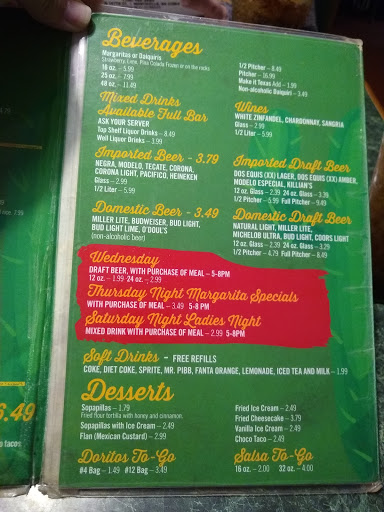 Beverages
Margaritas or Daiquiris
Strawberry, Lime, Pina Colada Frozen or on the rocks
16 oz. – 5.99
25 oz. – 7.99
48 oz. – 11.49
1/2 Pitcher – 8.49
Pitcher – 16.99
Make it Texas Add – 1.99
Non-alcoholic Daiquiri – 3.49
Mixed Drinks
Available Full Bar
ASK YOUR SERVER
Top Shelf Liquor Drinks – 8.49
Well Liquor Drinks – 3.99
Wines
WHITE ZINFANDEL, CHARDONNAY, SANGRIA
Glass – 2.99
1/2 Liter – 5.99
Imported Beer - 3.79
NEGRA, MODELO, TECATE, CORONA,
CORONA LIGHT, PACIFICO, HEINEKEN
Glass – 2.99
1/2 Liter – 5.99
Imported Draft Beer
DOS EQUIS (XX) LAGER, DOS EQUIS (XX) AMBER,
MODELO ESPECIAL, KILLIAN'S
12 oz. Glass – 2.99 24 oz. Glass – 3.99
1/2 Pitcher – 5.99 Full Pitcher – 9.49
Domestic Beer - 3.49
MILLER LITE, BUDWEISER, BUD LIGHT,
BUD LIGHT LIME, O'DOUL'S
(non-alcoholic beer)
Domestic Draft Beer
NATURAL LIGHT, MILLER LITE,
MICHELOB ULTRA, BUD LIGHT, COORS LIGHT
12 oz. Glass – 2.29 24 oz. Glass – 3.29
1/2 Pitcher – 4.79 Full Pitcher – 8.49
Wednesday
DRAFT BEER, WITH PURCHASE OF MEAL – 5-8PM
12 oz. – 1.99 24 oz. – 2.99
Thursday Night Margarita Specials
WITH PURCHASE OF MEAL – 3.49 5-8 PM
Saturday Night Ladies Night
MIXED DRINK WITH PURCHASE OF MEAL – 2.99 5-8PM
Soft Drinks - FREE REFILLS
COKE, DIET COKE, SPRITE, MR. PIBB, FANTA ORANGE, LEMONADE, ICED TEA AND MILK – 1.99
Desserts
Sopapillas – 1.79
Fried flour tortilla with honey and cinnamon.
Sopapillas with Ice Cream – 2.49
Flan (Mexican Custard) – 2.99
Fried Ice Cream – 2.49
Fried Cheesecake – 3.79
Vanilla Ice Cream – 2.49
Choco Taco – 2.49
Doritos To-Go
#4 Bag – 1.49 #12 Bag – 3.49
Salsa To-Go
16 oz. – 2.00 32 oz. – 4.00
6.49
tacos